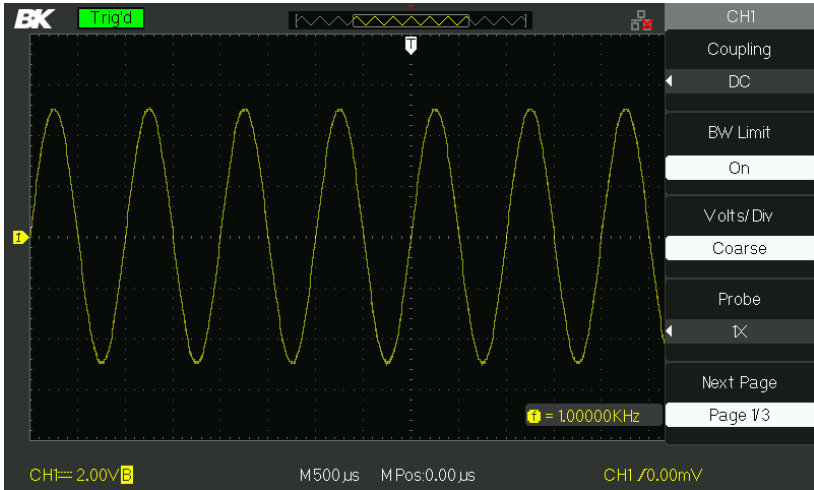 BK Trig'd T CH1
T
Coupling
DC
BW Limit
On
Volts/Div
Coarse
Probe
1X
Next Page
f = 1.00000KHz Page 1/3
CH1 2.00V B M500µs M Pos:0.00µs CH1 /0.00mV